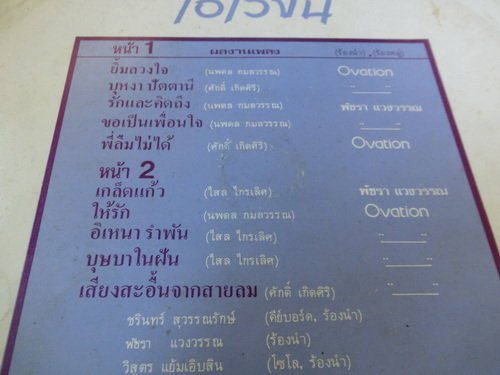 โอเวชั่น
หน้า 1 ผลงานเพลง (ร้องนำ) , (ร้องหมู่)
ยิ้มลวงใจ (นพดล กมลวรรณ) Ovation
บุหงา ปัตตานี (ศักดิ์ เกิดศิริ) "
รักและคิดถึง (นพดล กมลวรรณ) พัชรา แวงวรรณ
ขอเป็นเพื่อนใจ (นพดล กมลวรรณ) "
พี่ลืมไม่ได้ (ศักดิ์ เกิดศิริ) Ovation
หน้า 2
เกล็ดแก้ว (ไสล ไกรเลิศ) พัชรา แวงวรรณ
ให้รัก (นพดล กมลวรรณ) Ovation
อิเหนา รำพัน (ไสล ไกรเลิศ) "
บุษบาในฝัน (ไสล ไกรเลิศ) "
เสียงสะอื้นจากสายลม (ศักดิ์ เกิดศิริ) "
ชรินทร์ สุวรรณรักษ์ (คีย์บอร์ด, ร้องนำ)
พัชรา แวงวรรณ (ร้องนำ)
วิสูตร แย้มเอิบสิน (โซโล, ร้องนำ)